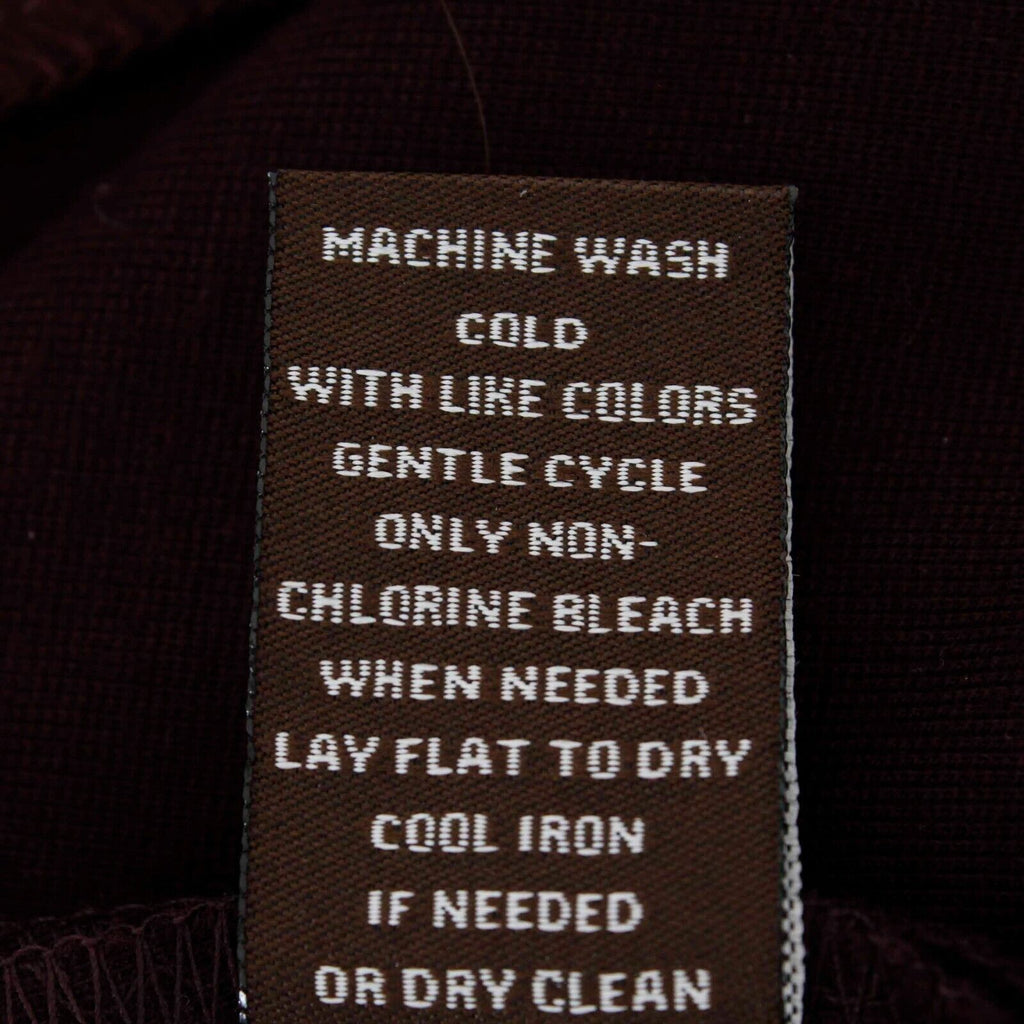 MACHINE WASH
COLD
WITH LIKE COLORS
GENTLE CYCLE
ONLY NON-
CHLORINE BLEACH
WHEN NEEDED
LAY FLAT TO DRY
COOL IRON
IF NEEDED
OR DRY CLEAN